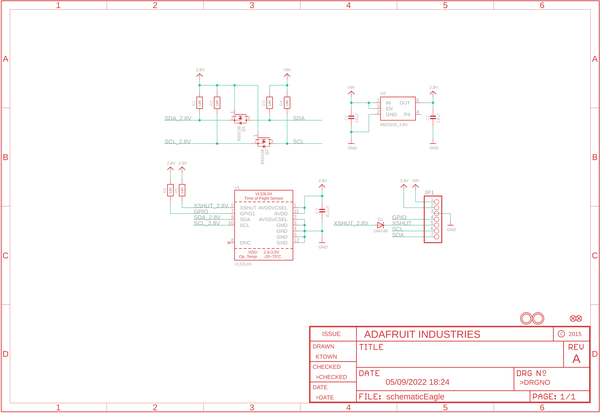 1 2 3 4 5 6
A A
B B
C C
D D
2.8V
VIN
SDA_2.8V
SDA
SCL_2.8V
SCL
VIN
2.8V
IN OUT
EN
GND P4
GND
GND
2.8V 2.8V
XSHUT_2.8V
GPIO
SDA_2.8V
SCL_2.8V
VL53L0X
Time of Flight Sensor
XSHUT AVDDVCSEL
GPIO1 AVDD
SDA AVSSVCSEL
SCL GND
GND
GND
DNC GND
VDD 2.6-3.5V
Op. Temp -20~70°C
VL53L0X
2.8V
GND
2.8V VIN
JP1
XSHUT_2.8V
GPIO
XSHUT
SCL
SDA
GND
ISSUE ADAFRUIT INDUSTRIES © 2015
DRAWN
KTOWN
CHECKED
>CHECKED
DATE
>DATE
TITLE
REV
A
DATE
05/09/2022 18:24
DRG Nº
>DRGNO
FILE: schematicEagle
PAGE: 1/1
1 2 3 4 5 6